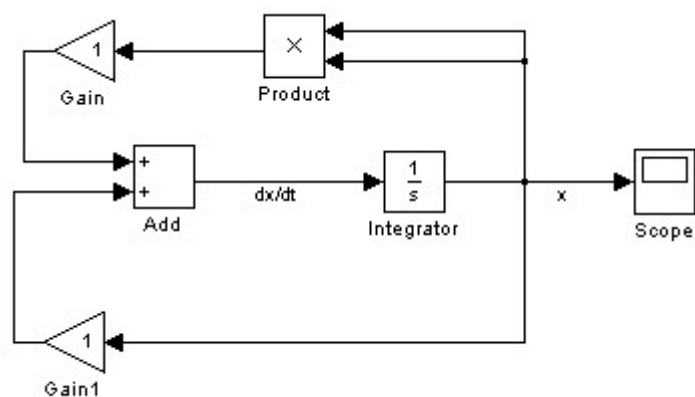 1
Gain
×
Product
+
+
Add
dx/dt
1
s
Integrator
x
Scope
1
Gain1